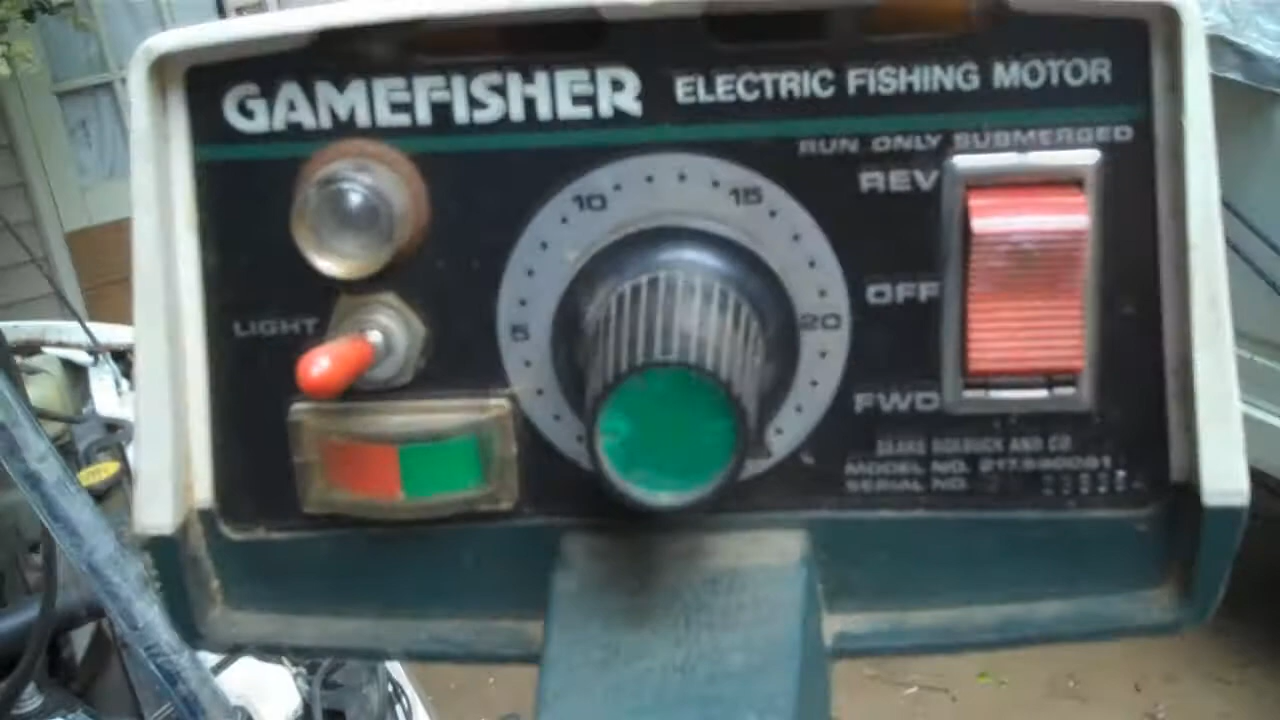 GAMEFISHER ELECTRIC FISHING MOTOR
RUN ONLY SUBMERGED
REV
10 15
LIGHT
5
20
OFF
FWD
SEARS ROEBUCK AND CO
MODEL NO.
SERIAL NO.